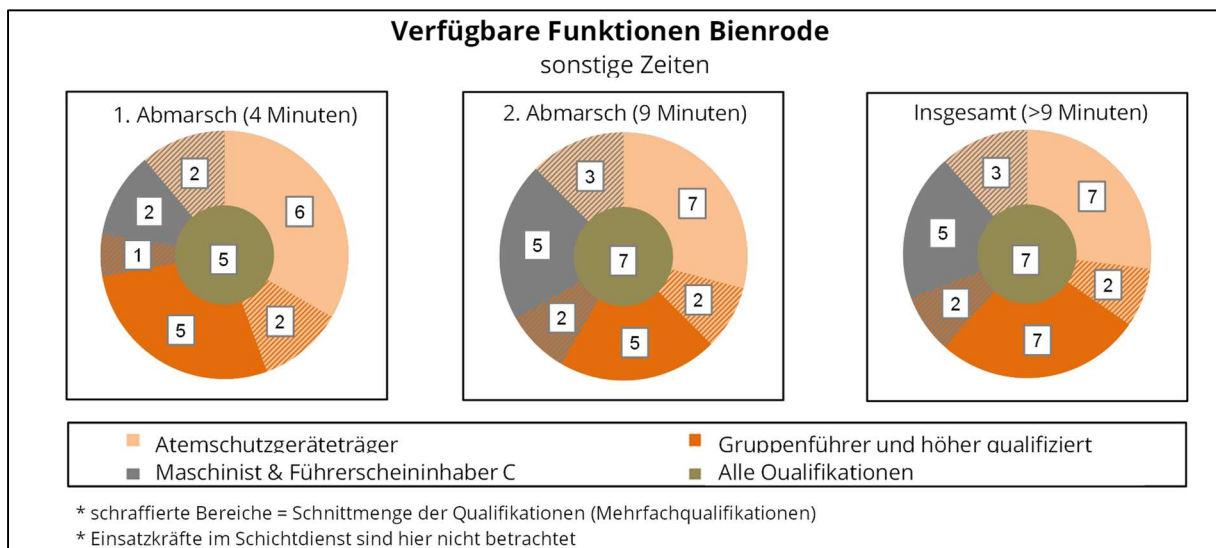 Verfügbare Funktionen Bienrode
sonstige Zeiten
1. Abmarsch (4 Minuten)
2
6
2
1
5
5
2
2. Abmarsch (9 Minuten)
3
7
5
7
2
2
5
Insgesamt (>9 Minuten)
3
7
5
7
2
2
7
Atemschutzgeräteträger
Gruppenführer und höher qualifiziert
Maschinist & Führerscheininhaber C
Alle Qualifikationen
* schraffierte Bereiche = Schnittmenge der Qualifikationen (Mehrfachqualifikationen)
* Einsatzkräfte im Schichtdienst sind hier nicht betrachtet